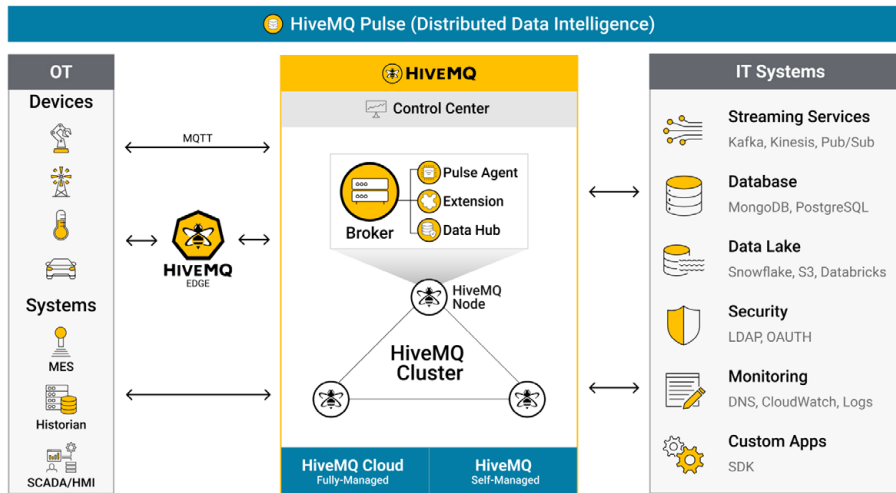 HiveMQ Pulse (Distributed Data Intelligence)
OT
Devices
Systems
MES
Historian
SCADA/HMI
MQTT
HIVEMQ
EDGE
HIVEMQ
Control Center
Broker
Pulse Agent
Extension
Data Hub
HiveMQ
Node
HiveMQ
Cluster
HiveMQ Cloud
Fully-Managed
HiveMQ
Self-Managed
IT Systems
Streaming Services
Kafka, Kinesis, Pub/Sub
Database
MongoDB, PostgreSQL
Data Lake
Snowflake, S3, Databricks
Security
LDAP, OAUTH
Monitoring
DNS, CloudWatch, Logs
Custom Apps
SDK